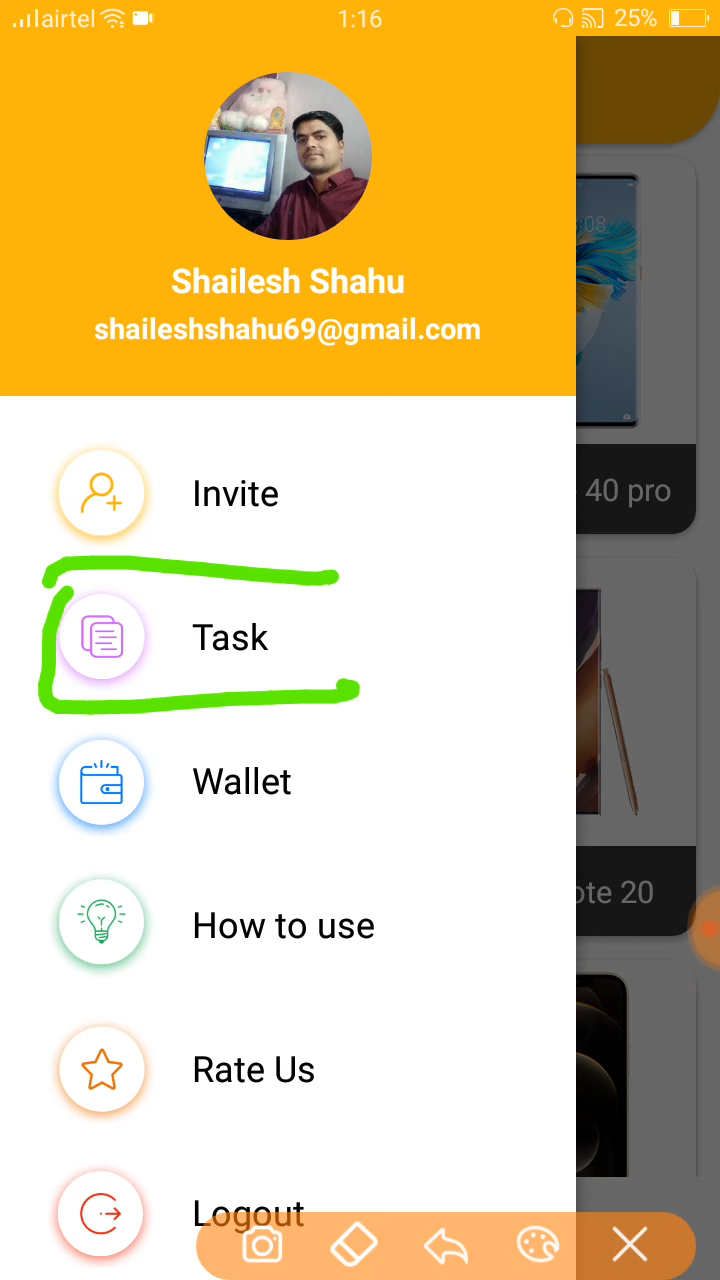 airtel 1:16 25%
Shailesh Shahu
shaileshshahu69@gmail.com
:08
Invite
40 pro
Task
Wallet
ote 20
How to use
Rate Us
Logout